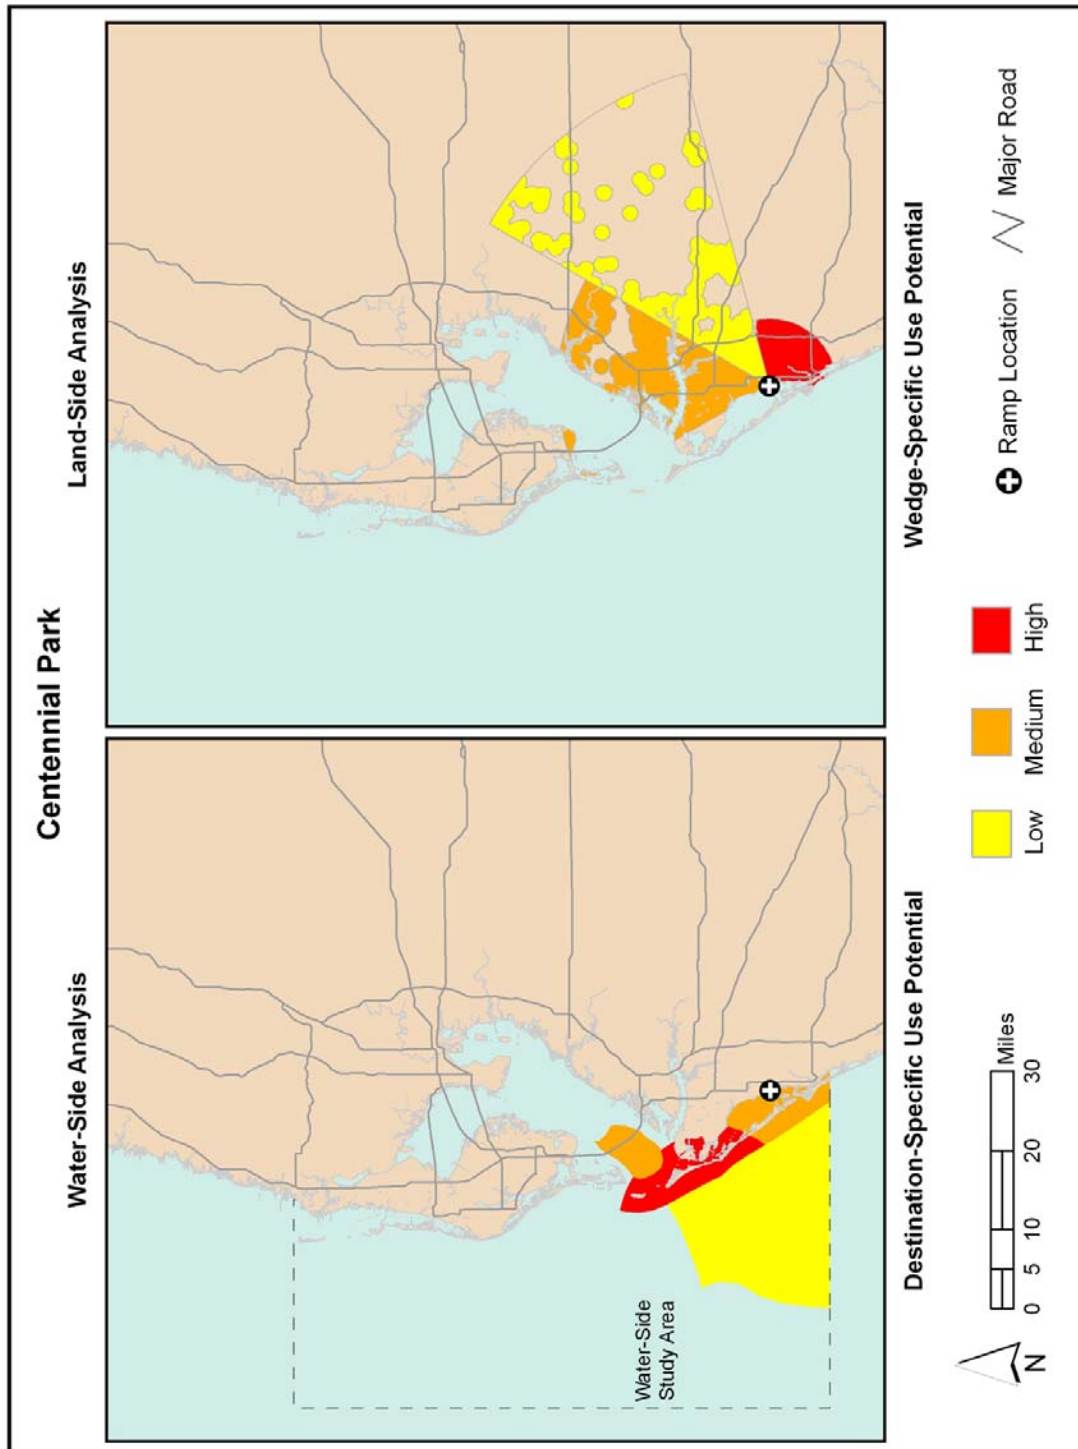 Centennial Park
Water-Side Analysis
Land-Side Analysis
Water-Side
Study Area
Destination-Specific Use Potential
Wedge-Specific Use Potential
N
0 5 10 20 30
Miles
Low
Medium
High
Ramp Location
Major Road